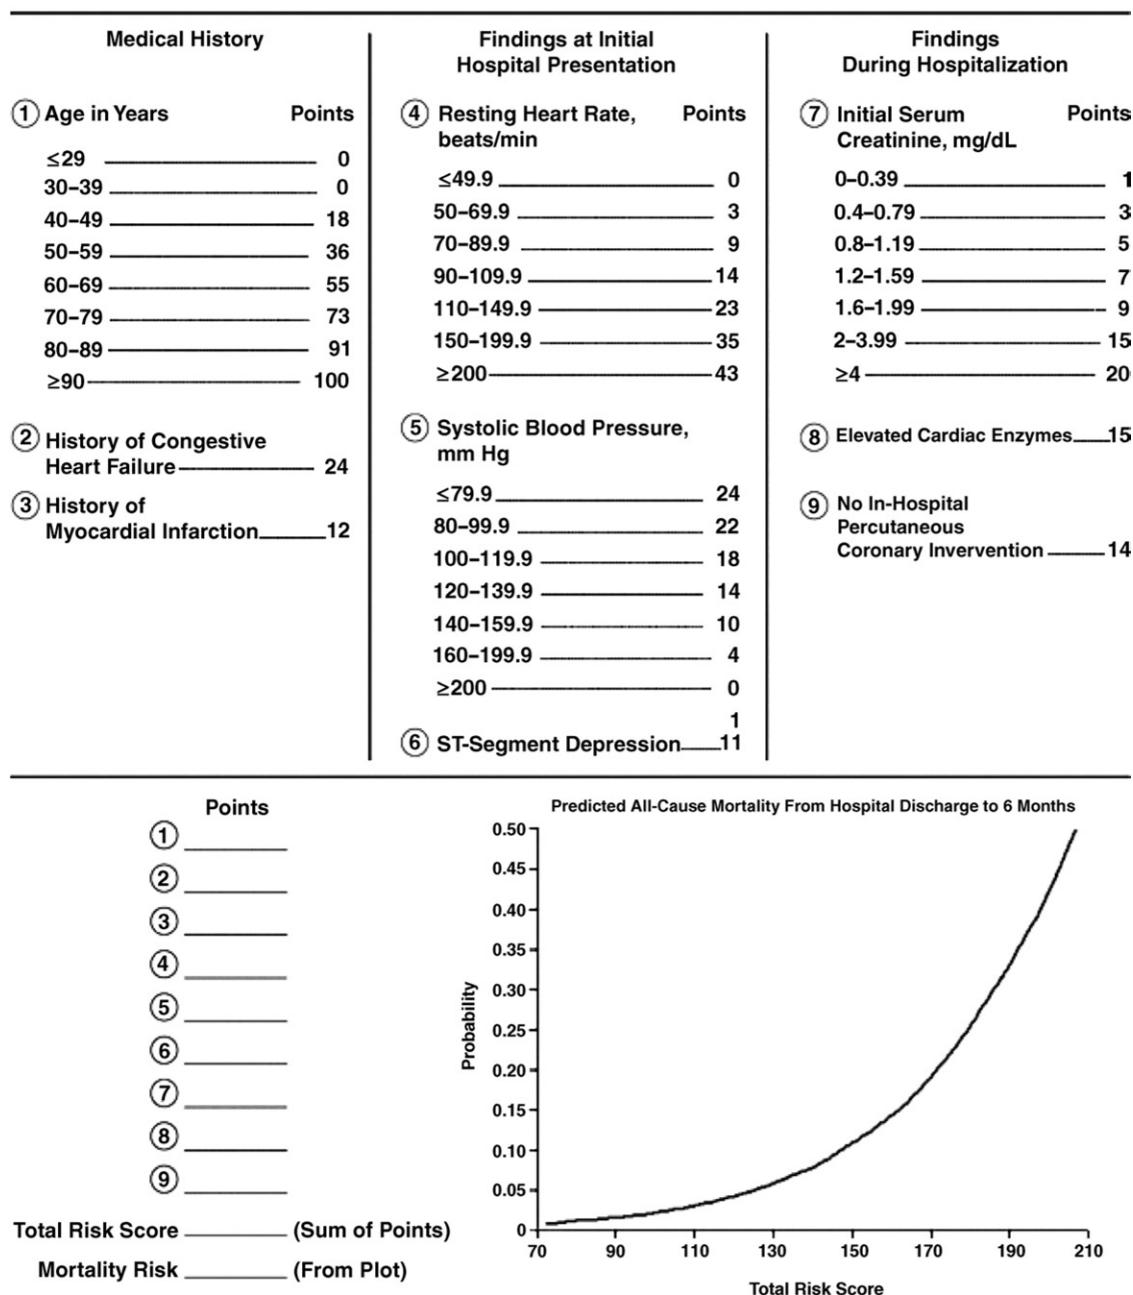 Medical History
① Age in Years Points
≤29 0
30–39 0
40–49 18
50–59 36
60–69 55
70–79 73
80–89 91
≥90 100
② History of Congestive
Heart Failure 24
③ History of
Myocardial Infarction 12
Findings at Initial
Hospital Presentation
④ Resting Heart Rate, Points
beats/min
≤49.9 0
50–69.9 3
70–89.9 9
90–109.9 14
110–149.9 23
150–199.9 35
≥200 43
⑤ Systolic Blood Pressure,
mm Hg
≤79.9 24
80–99.9 22
100–119.9 18
120–139.9 14
140–159.9 10
160–199.9 4
≥200 0
1
⑥ ST-Segment Depression 11
Findings
During Hospitalization
⑦ Initial Serum Points
Creatinine, mg/dL
0–0.39 1
0.4–0.79 3
0.8–1.19 5
1.2–1.59 7
1.6–1.99 9
2–3.99 15
≥4 20
⑧ Elevated Cardiac Enzymes 15
⑨ No In-Hospital
Percutaneous
Coronary Invervention 14
Points
①
②
③
④
⑤
⑥
⑦
⑧
⑨
Total Risk Score (Sum of Points)
Mortality Risk (From Plot)
Predicted All-Cause Mortality From Hospital Discharge to 6 Months
Probability
0.50
0.45
0.40
0.35
0.30
0.25
0.20
0.15
0.10
0.05
0
70 90 110 130 150 170 190 210
Total Risk Score